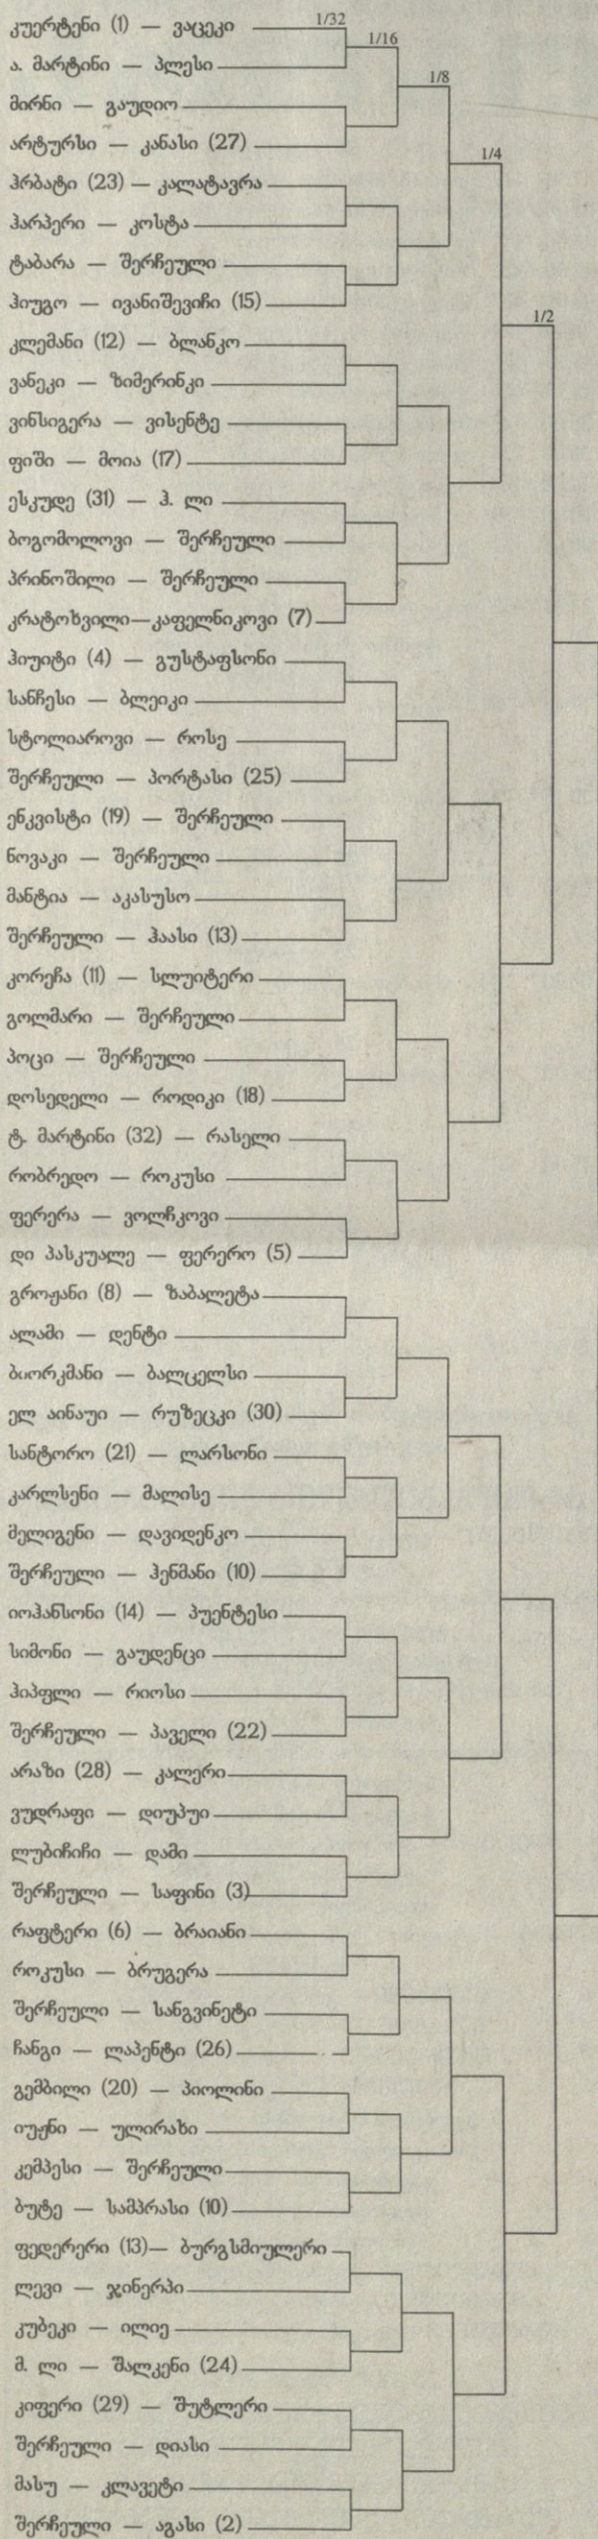 კუერტენი (1) — ვაცეკი 1/32
1/16
ა. მარტინი — პლესი
1/8
მირნი — გაუდიო
არტურსი — კანასი (27)
1/4
ჰრბატი (23) — კალატავრა
ჰარპერი — კოსტა
ტაბარა — შერჩეული
ჰიუგო — ივანიშევიჩი (15)
1/2
კლემანი (12) — ბლანკო
ვანეკი — ზიმერინკი
ვინსიგერა — ვისენტე
ფიში — მოია (17)
ესკუდე (31) — ჰ. ლი
ბოგომოლოვი — შერჩეული
პრინოშილი — შერჩეული
კრატოხვილი—კაფელნიკოვი (7)
ჰიუიტი (4) — გუსტაფსონი
სანჩესი — ბლეიკი
სტოლიაროვი — როსე
შერჩეული — პორტასი (25)
ენკვისტი (19) — შერჩეული
ნოვაკი — შერჩეული
მანტია — აკასუსო
შერჩეული — ჰაასი (13)
კორეჩა (11) — სლუიტერი
გოლმარი — შერჩეული
პოცი — შერჩეული
დოსედელი — როდიკი (18)
ტ. მარტინი (32) — რასელი
რობრედო — როკუსი
ფერერა — ვოლჩკოვი
დი პასკუალე — ფერერო (5)
გროჟანი (8) — ზაბალეტა
ალამი — დენტი
ბიორკმანი — ბალცელსი
ელ აინაუი — რუზეცკი (30)
სანტორო (21) — ლარსონი
კარლსენი — მალისე
მელიგენი — დავიდენკო
შერჩეული — ჰენმანი (10)
იოჰანსონი (14) — პუენტესი
სიმონი — გაუდენცი
ჰიპფლი — რიოსი
შერჩეული — პაველი (22)
არაზი (28) — კალერი
ვუდრაფი — დიუპუი
ლუბიჩიჩი — დამი
შერჩეული — საფინი (3)
რაფტერი (6) — ბრაიანი
როკუსი — ბრუგერა
შერჩეული — სანგვინეტი
ჩანგი — ლაპენტი (26)
გემბილი (20) — პიოლინი
იუჟნი — ულირახი
კემპესი — შერჩეული
ბუტე — სამპრასი (10)
ფედერერი (13)— ბურგსმიულერი
ლევი — ჯინერპი
კუბეკი — ილიე
მ. ლი — შალკენი (24)
კიფერი (29) — შუტლერი
შერჩეული — დიასი
მასუ — კლავეტი
შერჩეული — აგასი (2)